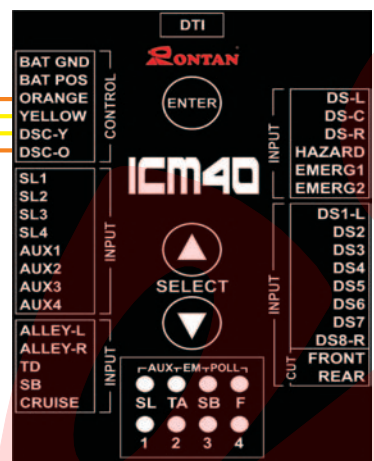 DTI
BAT GND
BAT POS
ORANGE
YELLOW
DSC-Y
DSC-O
CONTROL
SL1
SL2
SL3
SL4
AUX1
AUX2
AUX3
AUX4
INPUT
ALLEY-L
ALLEY-R
TD
SB
CRUISE
INPUT
RONTAN
ENTER
ICM40
SELECT
AUX EM POLL
SL TA SB F
1 2 3 4
INPUT
DS-L
DS-C
DS-R
HAZARD
EMERG1
EMERG2
INPUT
DS1-L
DS2
DS3
DS4
DS5
DS6
DS7
DS8-R
CUT
FRONT
REAR